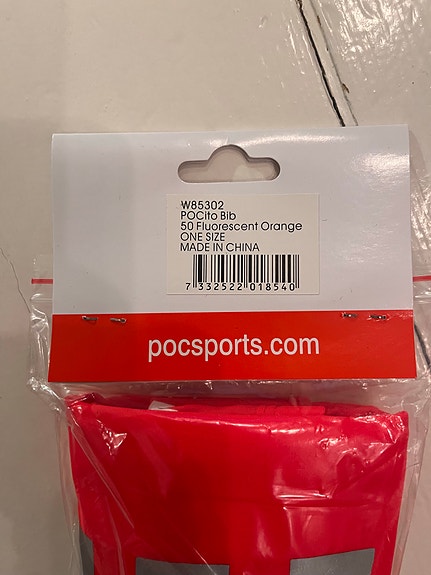 W85302
POCito Bib
50 Fluorescent Orange
ONE SIZE
MADE IN CHINA
7 332522 018540
pocsports.com